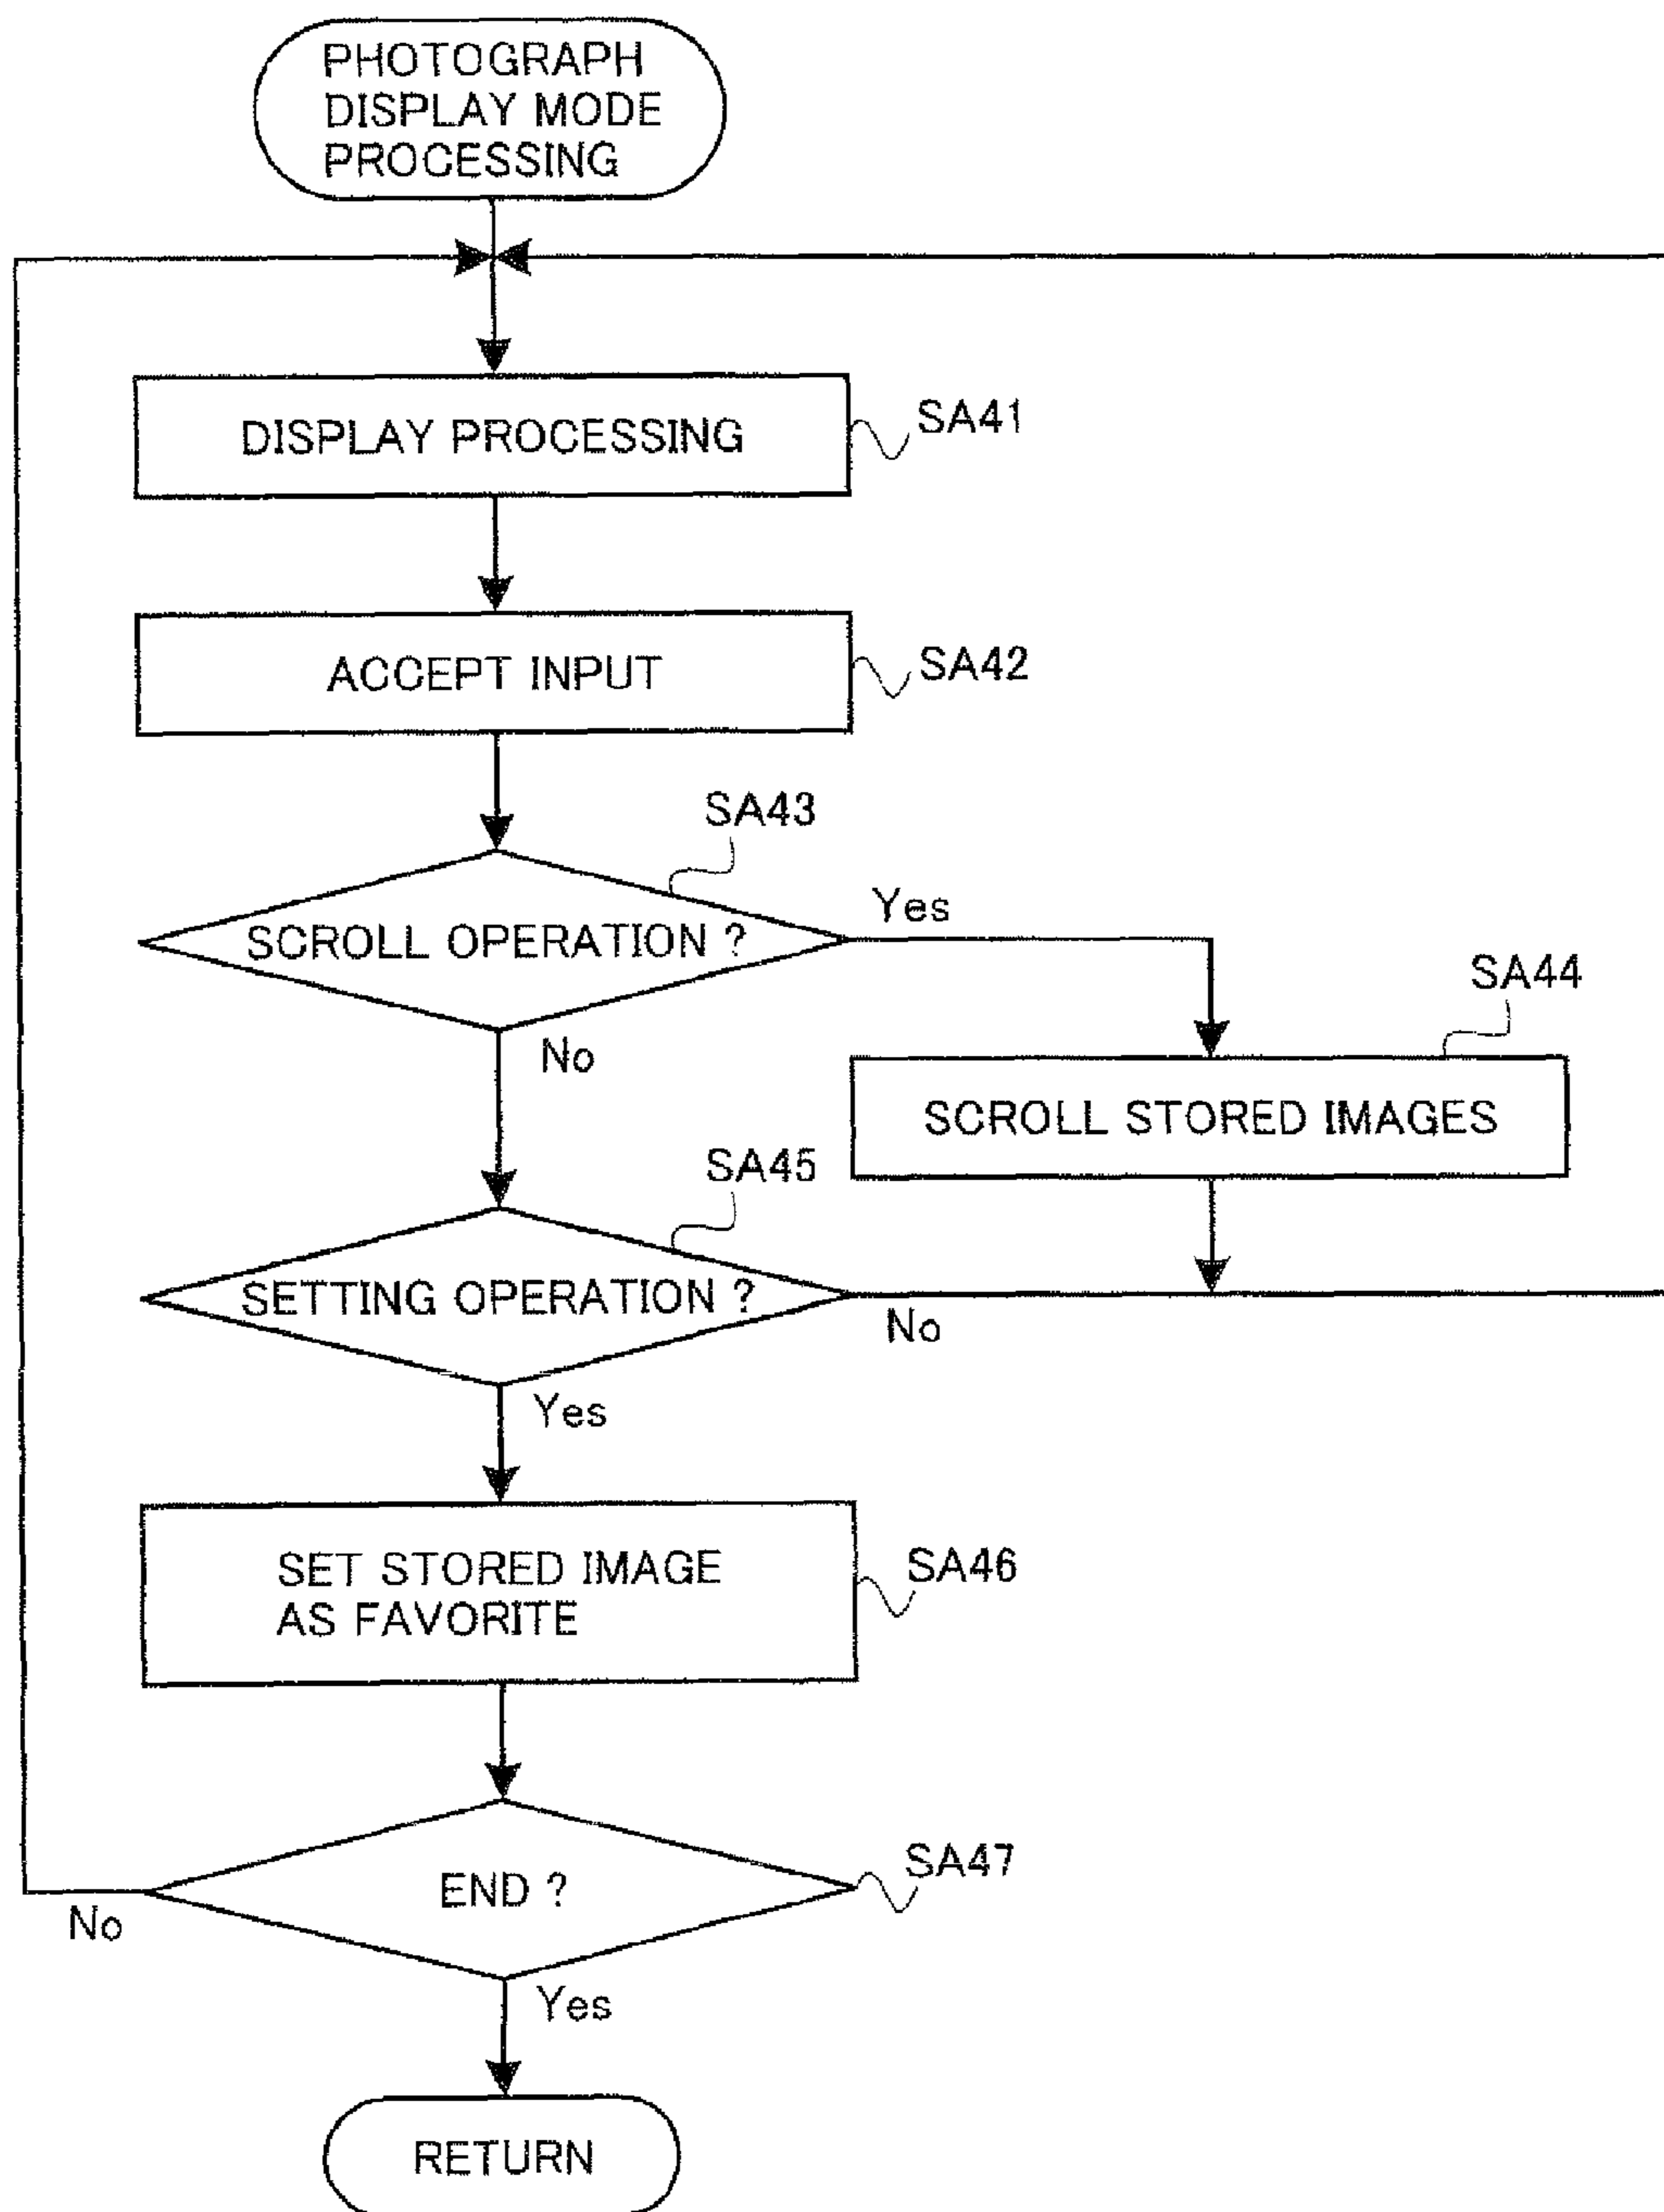 PHOTOGRAPH
DISPLAY MODE
PROCESSING
DISPLAY PROCESSING
SA41
ACCEPT INPUT
SA42
SA43
SCROLL OPERATION ?
Yes
No
SA44
SCROLL STORED IMAGES
SA45
SETTING OPERATION ?
No
Yes
SET STORED IMAGE
AS FAVORITE
SA46
END ?
SA47
No
Yes
RETURN